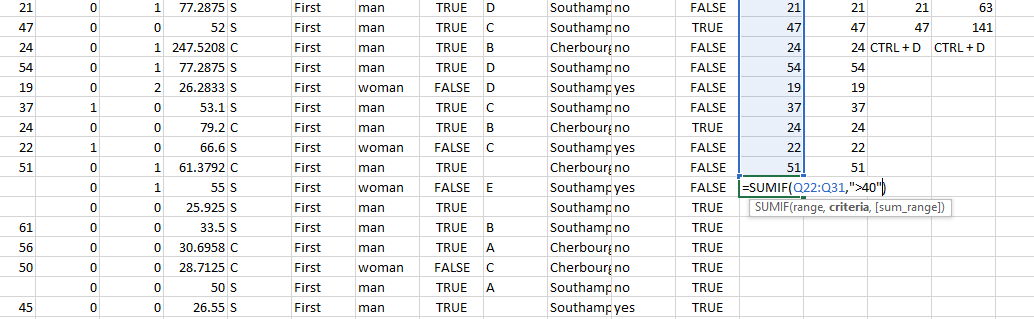 21 0 1 77.2875 S First man TRUE D Southamp no FALSE 21 21 21 63
47 0 0 52 S First man TRUE C Southamp no TRUE 47 47 47 141
24 0 1 247.5208 C First man TRUE B Cherbourg no FALSE 24 24 CTRL + D CTRL + D
54 0 1 77.2875 S First man TRUE D Southamp no FALSE 54 54
19 0 2 26.2833 S First woman FALSE D Southamp yes FALSE 19 19
37 1 0 53.1 S First man TRUE C Southamp no FALSE 37 37
24 0 0 79.2 C First man TRUE B Cherbourg no TRUE 24 24
22 1 0 66.6 S First woman FALSE C Southamp yes FALSE 22 22
51 0 1 61.3792 C First man TRUE Cherbourg no FALSE 51 51
0 1 55 S First woman FALSE E Southamp yes FALSE =SUMIF(Q22:Q31,">40")
0 0 25.925 S First man TRUE Southamp no TRUE SUMIF(range, criteria, [sum_range])
61 0 0 33.5 S First man TRUE B Southamp no TRUE
56 0 0 30.6958 C First man TRUE A Cherbourg no TRUE
50 0 0 28.7125 C First woman FALSE C Cherbourg no TRUE
0 0 50 S First man TRUE A Southamp no TRUE
45 0 0 26.55 S First man TRUE Southamp yes TRUE